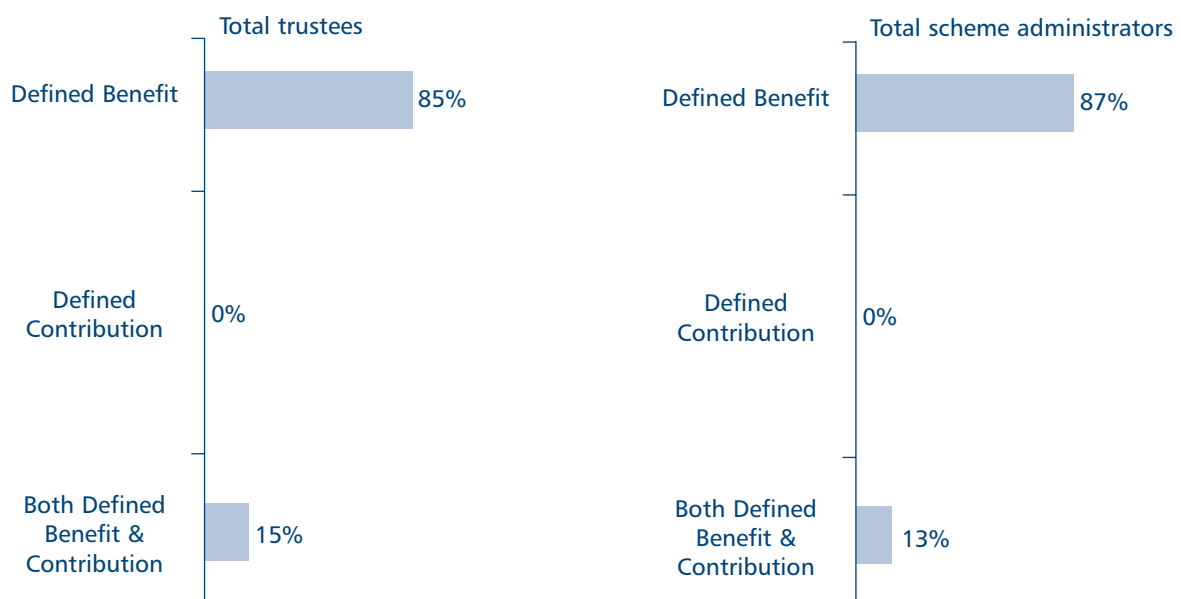 Total trustees
Defined Benefit
85%
Defined
Contribution
0%
Both Defined
Benefit &
Contribution
15%
Total scheme administrators
Defined Benefit
87%
Defined
Contribution
0%
Both Defined
Benefit &
Contribution
13%